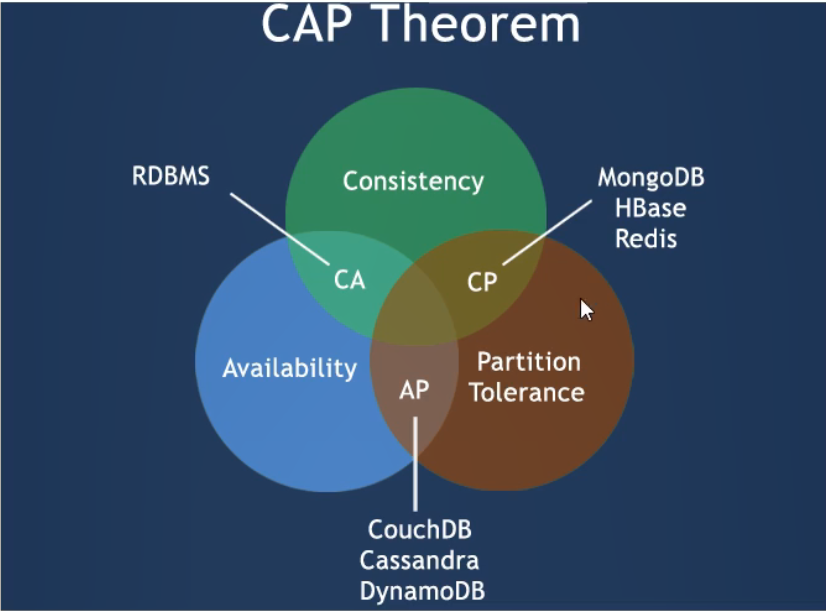 CAP Theorem
RDBMS
Consistency
MongoDB
HBase
Redis
CA
CP
Availability
Partition
Tolerance
AP
CouchDB
Cassandra
DynamoDB